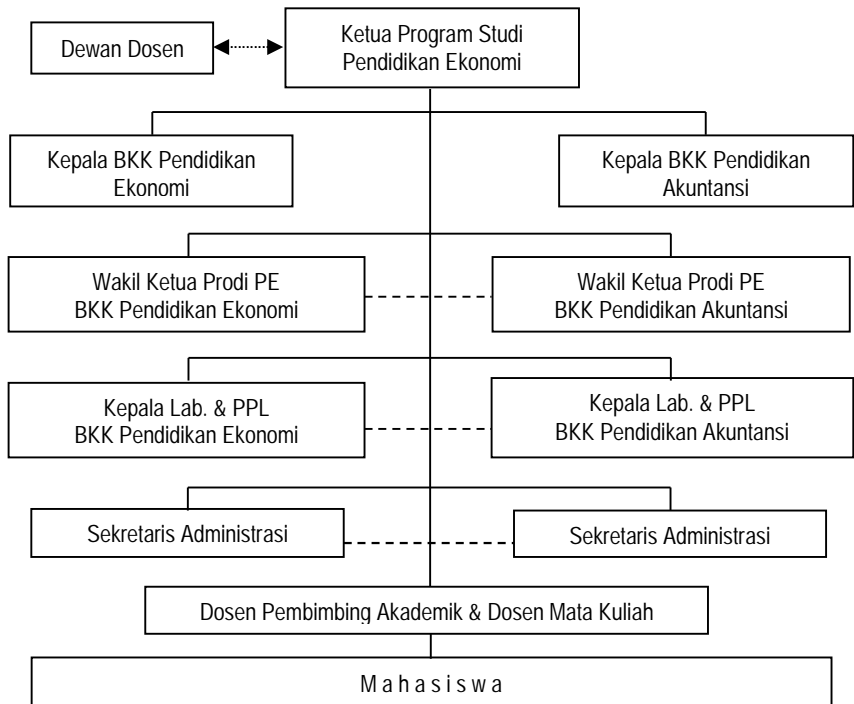 Dewan Dosen
Ketua Program Studi
Pendidikan Ekonomi
Kepala BKK Pendidikan
Ekonomi
Kepala BKK Pendidikan
Akuntansi
Wakil Ketua Prodi PE
BKK Pendidikan Ekonomi
Wakil Ketua Prodi PE
BKK Pendidikan Akuntansi
Kepala Lab. & PPL
BKK Pendidikan Ekonomi
Kepala Lab. & PPL
BKK Pendidikan Akuntansi
Sekretaris Administrasi
Sekretaris Administrasi
Dosen Pembimbing Akademik & Dosen Mata Kuliah
Mahasiswa